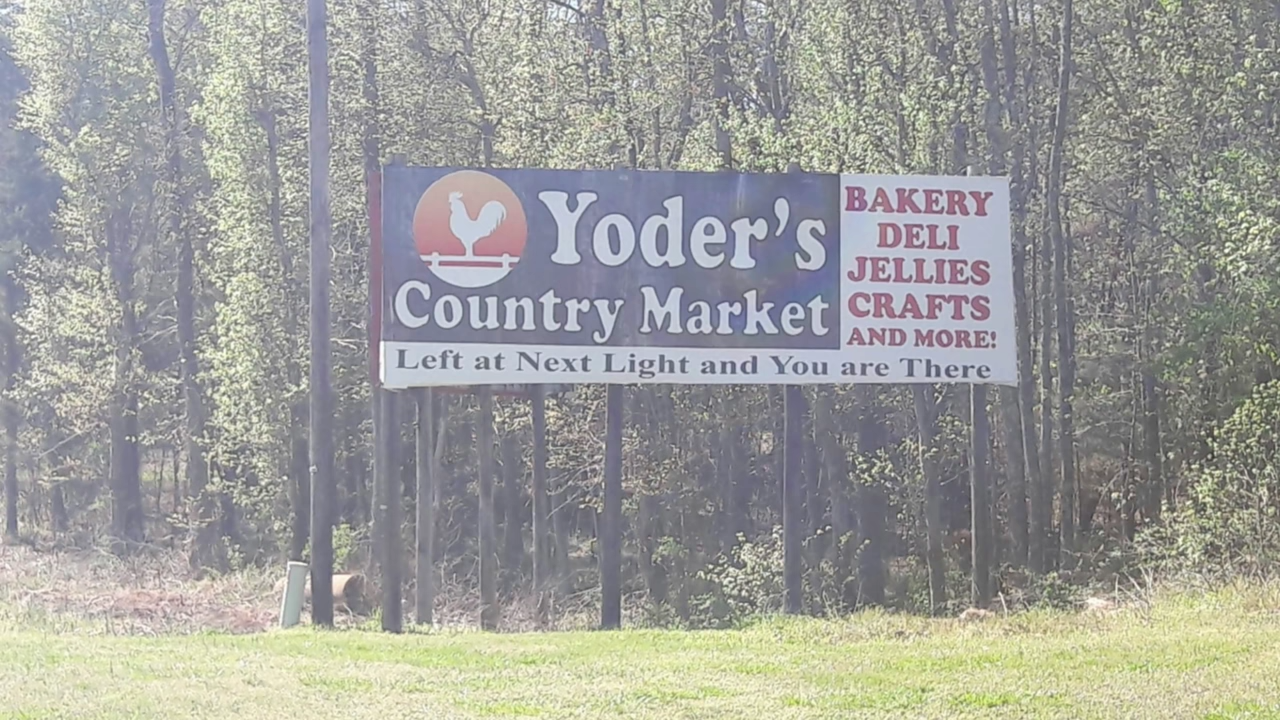 Yoder's
Country Market
BAKERY
DELI
JELLIES
CRAFTS
AND MORE!
Left at Next Light and You are There